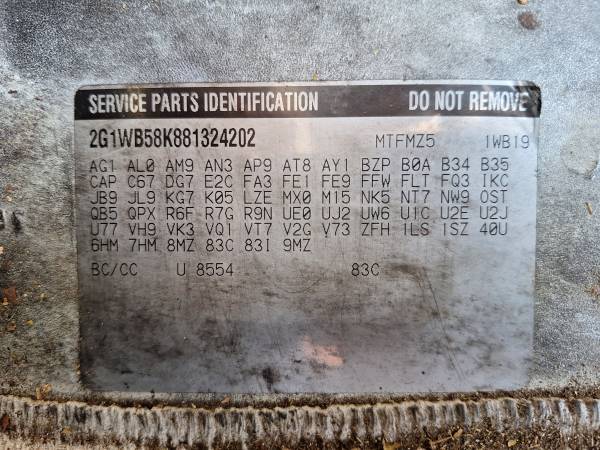 SERVICE PARTS IDENTIFICATION DO NOT REMOVE
2G1WB58K881324202 MTFMZ5 1WB19
AG1 AL0 AM9 AN3 AP9 AT8 AY1 BZP B0A B34 B35
CAP C67 DG7 E2C FA3 FE1 FE9 FFW FLT FQ3 IKC
JB9 JL9 KG7 K05 LZE MX0 M15 NK5 NT7 NW9 OST
QB5 QPX R6F R7G R9N UE0 UJ2 UW6 U1C U2E U2J
U77 VH9 VK3 VQ1 VT7 V2G V73 ZFH 1LS 1SZ 40U
6HM 7HM 8MZ 83C 83I 9MZ
BC/CC U 8554 83C